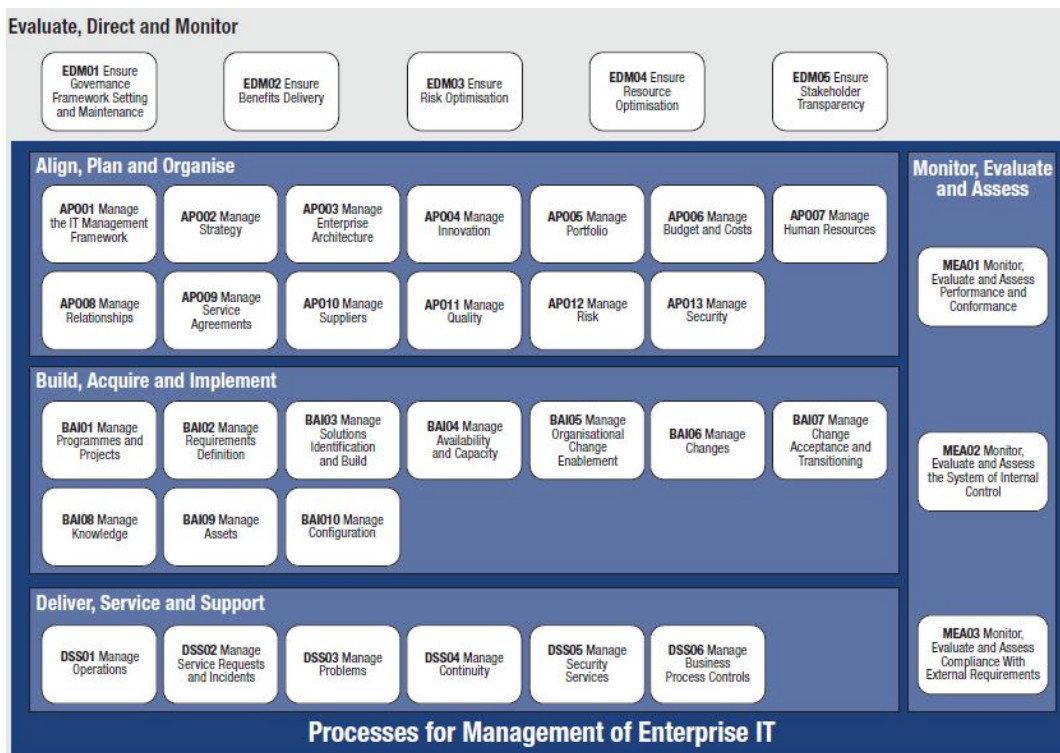 Evaluate, Direct and Monitor
EDM01 Ensure
Governance
Framework Setting
and Maintenance
EDM02 Ensure
Benefits Delivery
EDM03 Ensure
Risk Optimisation
EDM04 Ensure
Resource
Optimisation
EDM05 Ensure
Stakeholder
Transparency
Align, Plan and Organise
APO01 Manage
the IT Management
Framework
APO02 Manage
Strategy
APO03 Manage
Enterprise
Architecture
APO04 Manage
Innovation
APO05 Manage
Portfolio
APO06 Manage
Budget and Costs
APO07 Manage
Human Resources
APO08 Manage
Relationships
APO09 Manage
Service
Agreements
APO10 Manage
Suppliers
APO11 Manage
Quality
APO12 Manage
Risk
APO13 Manage
Security
Build, Acquire and Implement
BAI01 Manage
Programmes and
Projects
BAI02 Manage
Requirements
Definition
BAI03 Manage
Solutions
Identification
and Build
BAI04 Manage
Availability
and Capacity
BAI05 Manage
Organisational
Change
Enablement
BAI06 Manage
Changes
BAI07 Manage
Change
Acceptance and
Transitioning
BAI08 Manage
Knowledge
BAI09 Manage
Assets
BAI010 Manage
Configuration
Deliver, Service and Support
DSS01 Manage
Operations
DSS02 Manage
Service Requests
and Incidents
DSS03 Manage
Problems
DSS04 Manage
Continuity
DSS05 Manage
Security
Services
DSS06 Manage
Business
Process Controls
Monitor, Evaluate
and Assess
MEA01 Monitor,
Evaluate and Assess
Performance and
Conformance
MEA02 Monitor,
Evaluate and Assess
the System of Internal
Control
MEA03 Monitor,
Evaluate and Assess
Compliance With
External Requirements
Processes for Management of Enterprise IT